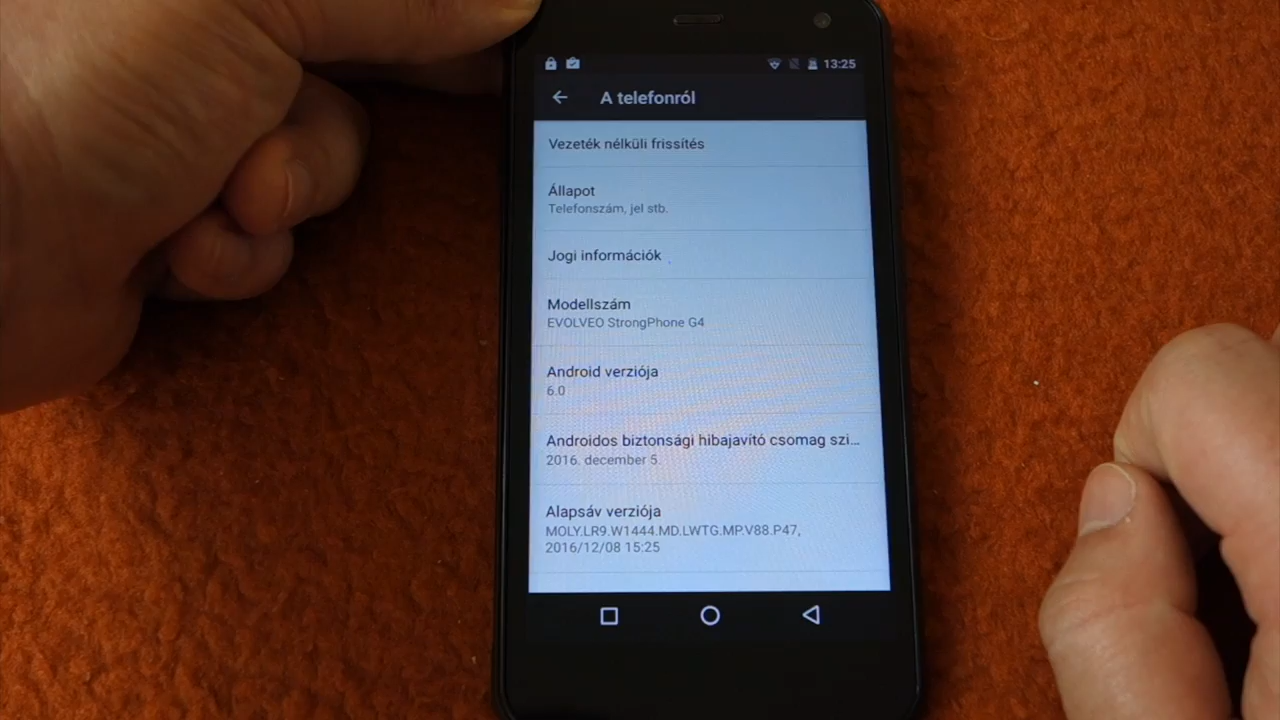 13:25
A telefonról
Vezeték nélküli frissítés
Állapot
Telefonszám, jel stb.
Jogi információk
Modellszám
EVOLVEO StrongPhone G4
Android verziója
6.0
Androidos biztonsági hibajavító csomag szi...
2016. december 5.
Alapsáv verziója
MOLY.LR9.W1444.MD.LWTG.MP.V88.P47,
2016/12/08 15:25